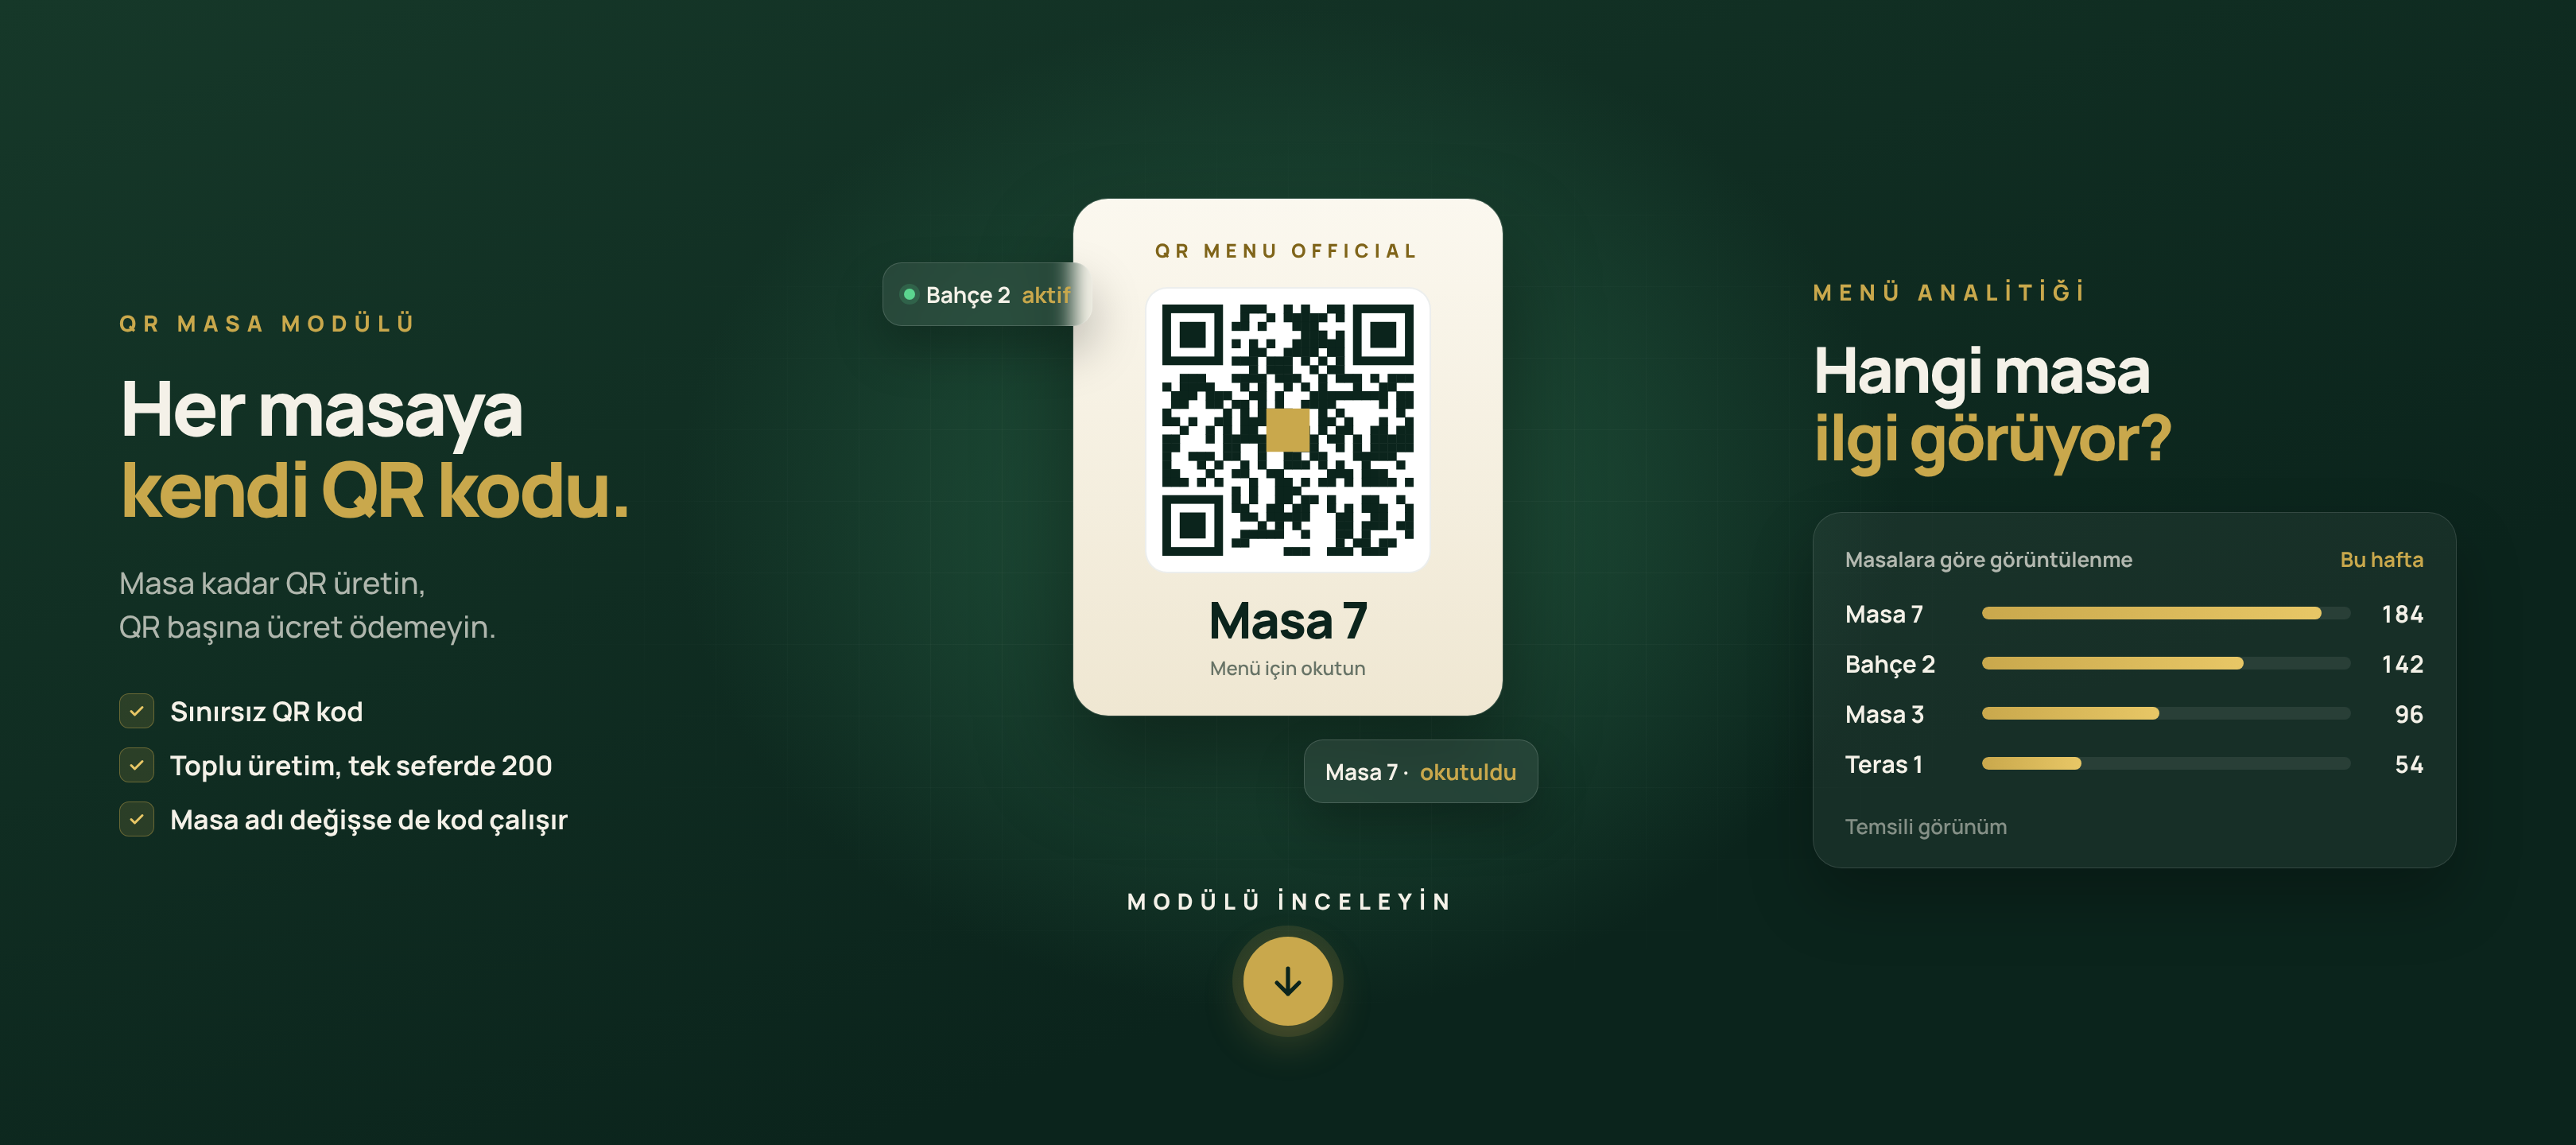 QR MASA MODÜLÜ
Her masaya
kendi QR kodu.
Masa kadar QR üretin,
QR başına ücret ödemeyin.
Sınırsız QR kod
Toplu üretim, tek seferde 200
Masa adı değişse de kod çalışır
Bahçe 2 aktif
QR MENU OFFICIAL
Masa 7
Menü için okutun
Masa 7 · okutuldu
MODÜLÜ İNCELEYİN
MENÜ ANALİTİĞİ
Hangi masa
ilgi görüyor?
Masalara göre görüntülenme Bu hafta
Masa 7 184
Bahçe 2 142
Masa 3 96
Teras 1 54
Temsili görünüm